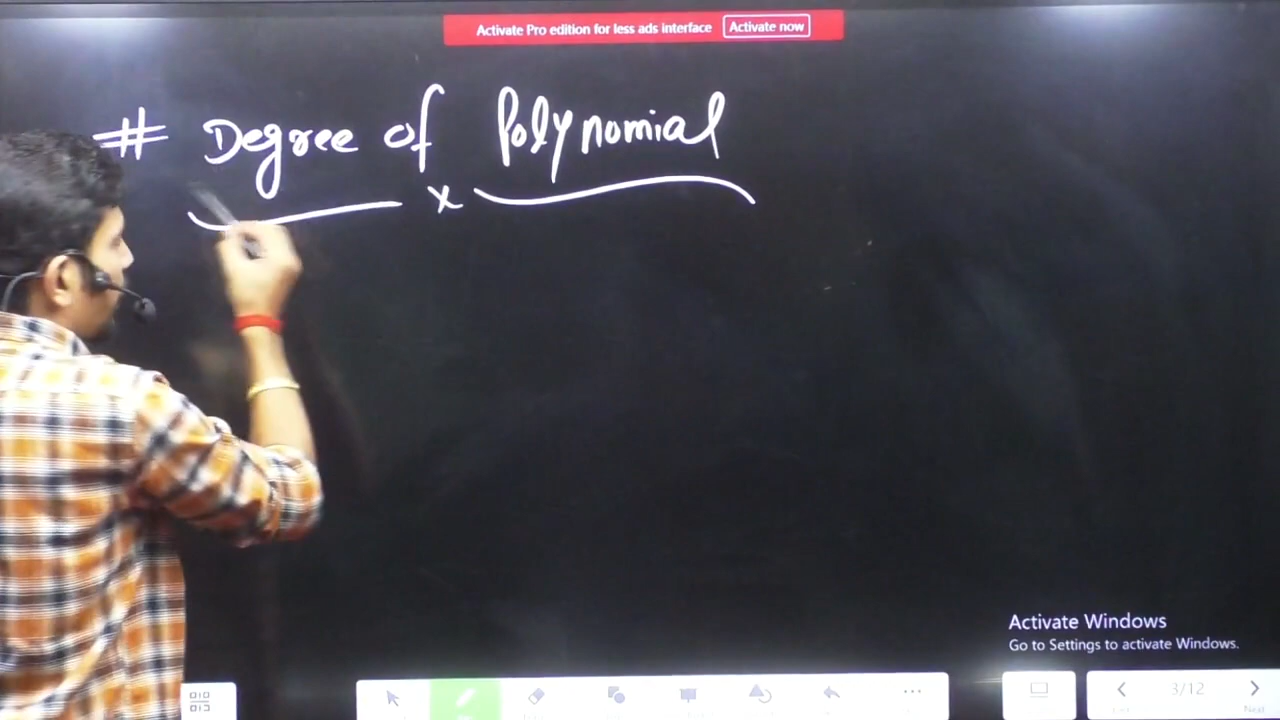 Activate Pro edition for less ads interface Activate now
# Degree of Polynomial
x
Activate Windows
Go to Settings to activate Windows.
3/12
Next